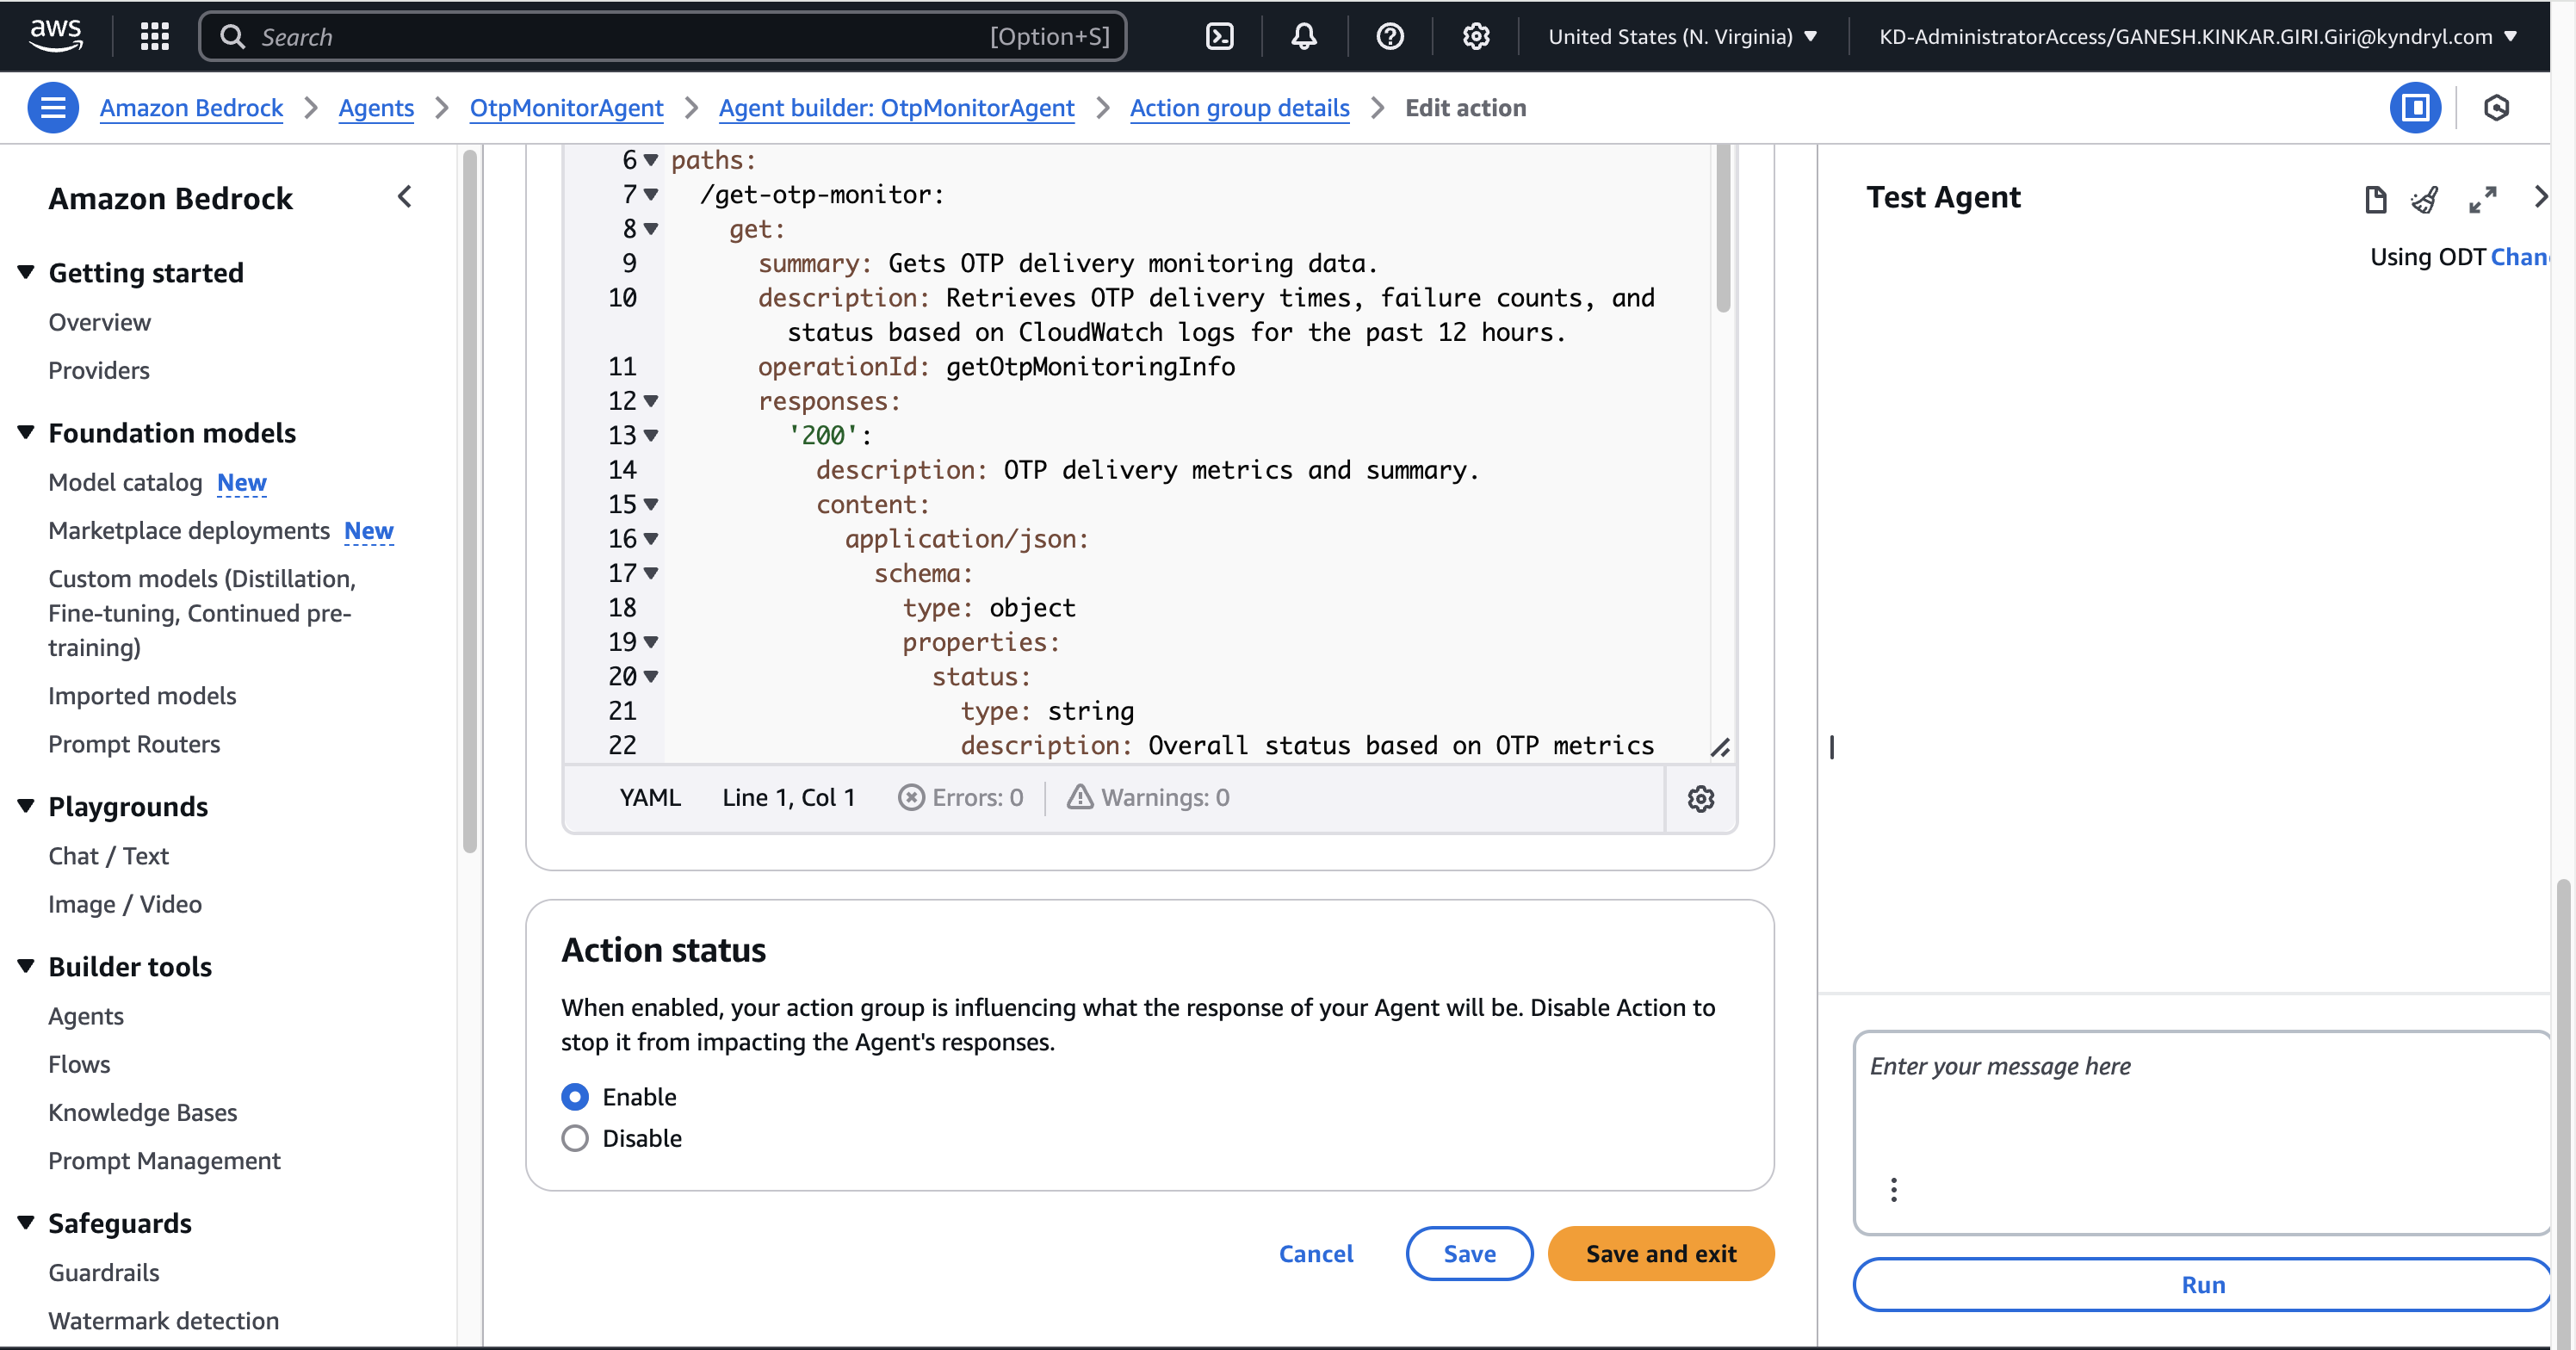 aws
Search
[Option+S]
United States (N. Virginia)
KD-AdministratorAccess/GANESH.KINKAR.GIRI.Giri@kyndryl.com
Amazon Bedrock
Agents
OtpMonitorAgent
Agent builder: OtpMonitorAgent
Action group details
Edit action
Amazon Bedrock
Getting started
Overview
Providers
Foundation models
Model catalog New
Marketplace deployments New
Custom models (Distillation,
Fine-tuning, Continued pre-
training)
Imported models
Prompt Routers
Playgrounds
Chat / Text
Image / Video
Builder tools
Agents
Flows
Knowledge Bases
Prompt Management
Safeguards
Guardrails
Watermark detection
6 paths:
7 /get-otp-monitor:
8 get:
9 summary: Gets OTP delivery monitoring data.
10 description: Retrieves OTP delivery times, failure counts, and
status based on CloudWatch logs for the past 12 hours.
11 operationId: getOtpMonitoringInfo
12 responses:
13 '200':
14 description: OTP delivery metrics and summary.
15 content:
16 application/json:
17 schema:
18 type: object
19 properties:
20 status:
21 type: string
22 description: Overall status based on OTP metrics
YAML Line 1, Col 1 Errors: 0 Warnings: 0
Action status
When enabled, your action group is influencing what the response of your Agent will be. Disable Action to
stop it from impacting the Agent's responses.
Enable
Disable
Cancel
Save
Save and exit
Test Agent
Using ODT Chan
Enter your message here
Run